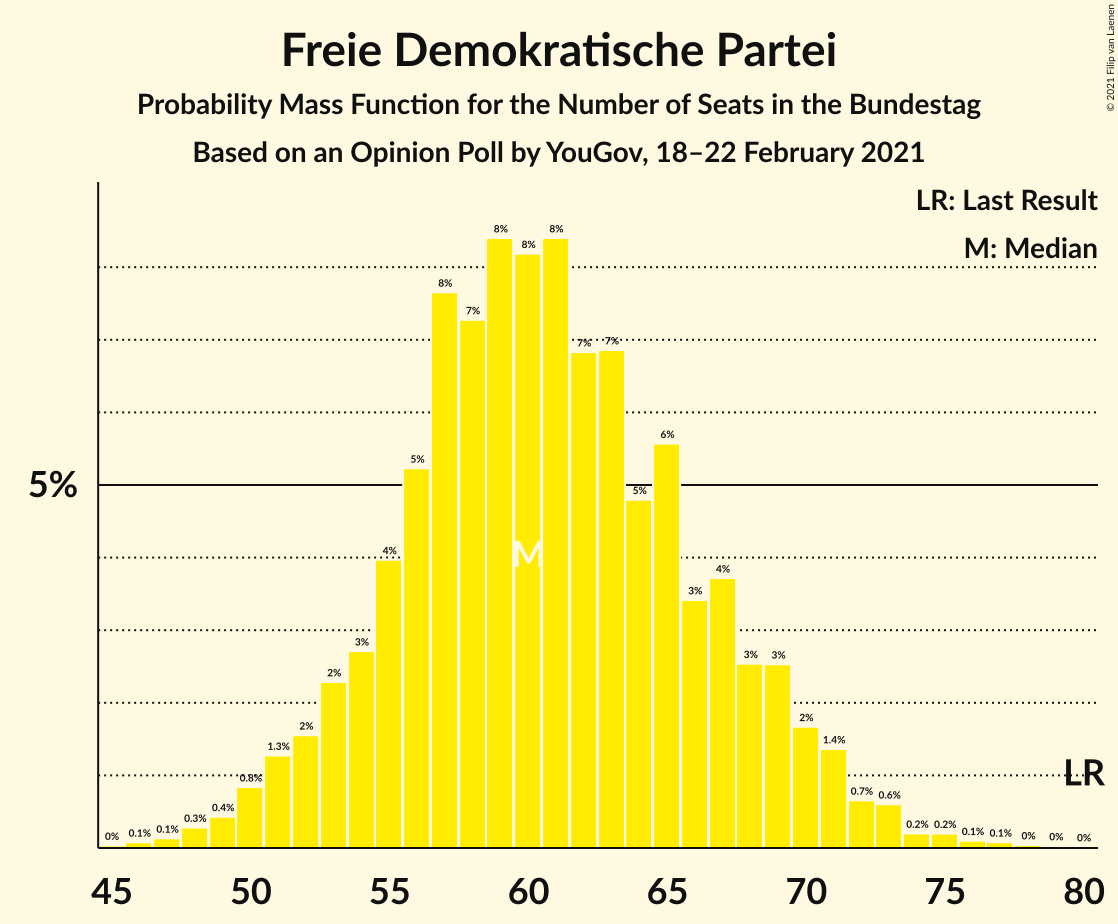 © 2021 Filip van Laenen
Freie Demokratische Partei
Probability Mass Function for the Number of Seats in the Bundestag
Based on an Opinion Poll by YouGov, 18–22 February 2021
LR: Last Result
M: Median
5%
0% 0.1% 0.1% 0.3% 0.4% 0.8% 1.3% 2% 2% 3% 4% 5% 8% 7% 8% 8% 8% 7% 7% 5% 6% 3% 4% 3% 3% 2% 1.4% 0.7% 0.6% 0.2% 0.2% 0.1% 0.1% 0% 0% 0%
M
LR
45 50 55 60 65 70 75 80